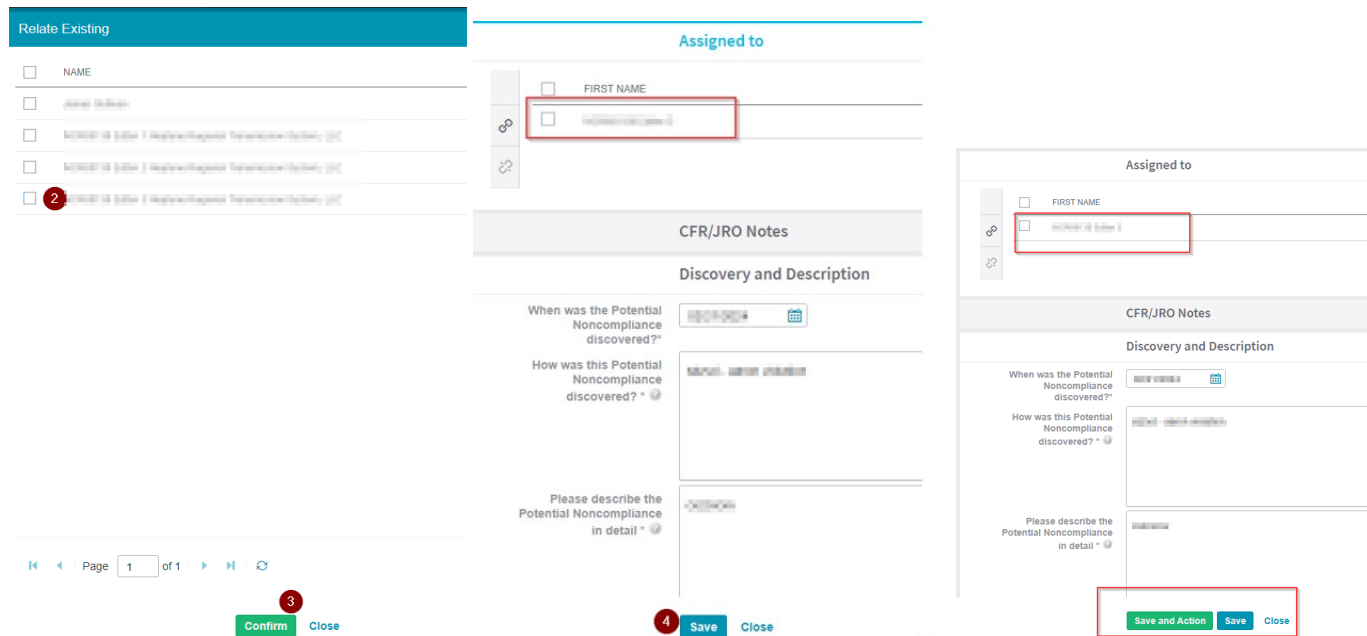 Relate Existing
NAME
2
Page 1 of 1
3
Confirm Close
Assigned to
FIRST NAME
CFR/JRO Notes
Discovery and Description
When was the Potential
Noncompliance
discovered?*
How was this Potential
Noncompliance
discovered? *
Please describe the
Potential Noncompliance
in detail *
4
Save Close
Assigned to
FIRST NAME
CFR/JRO Notes
Discovery and Description
When was the Potential
Noncompliance
discovered?*
How was this Potential
Noncompliance
discovered? *
Please describe the
Potential Noncompliance
in detail *
Save and Action Save Close